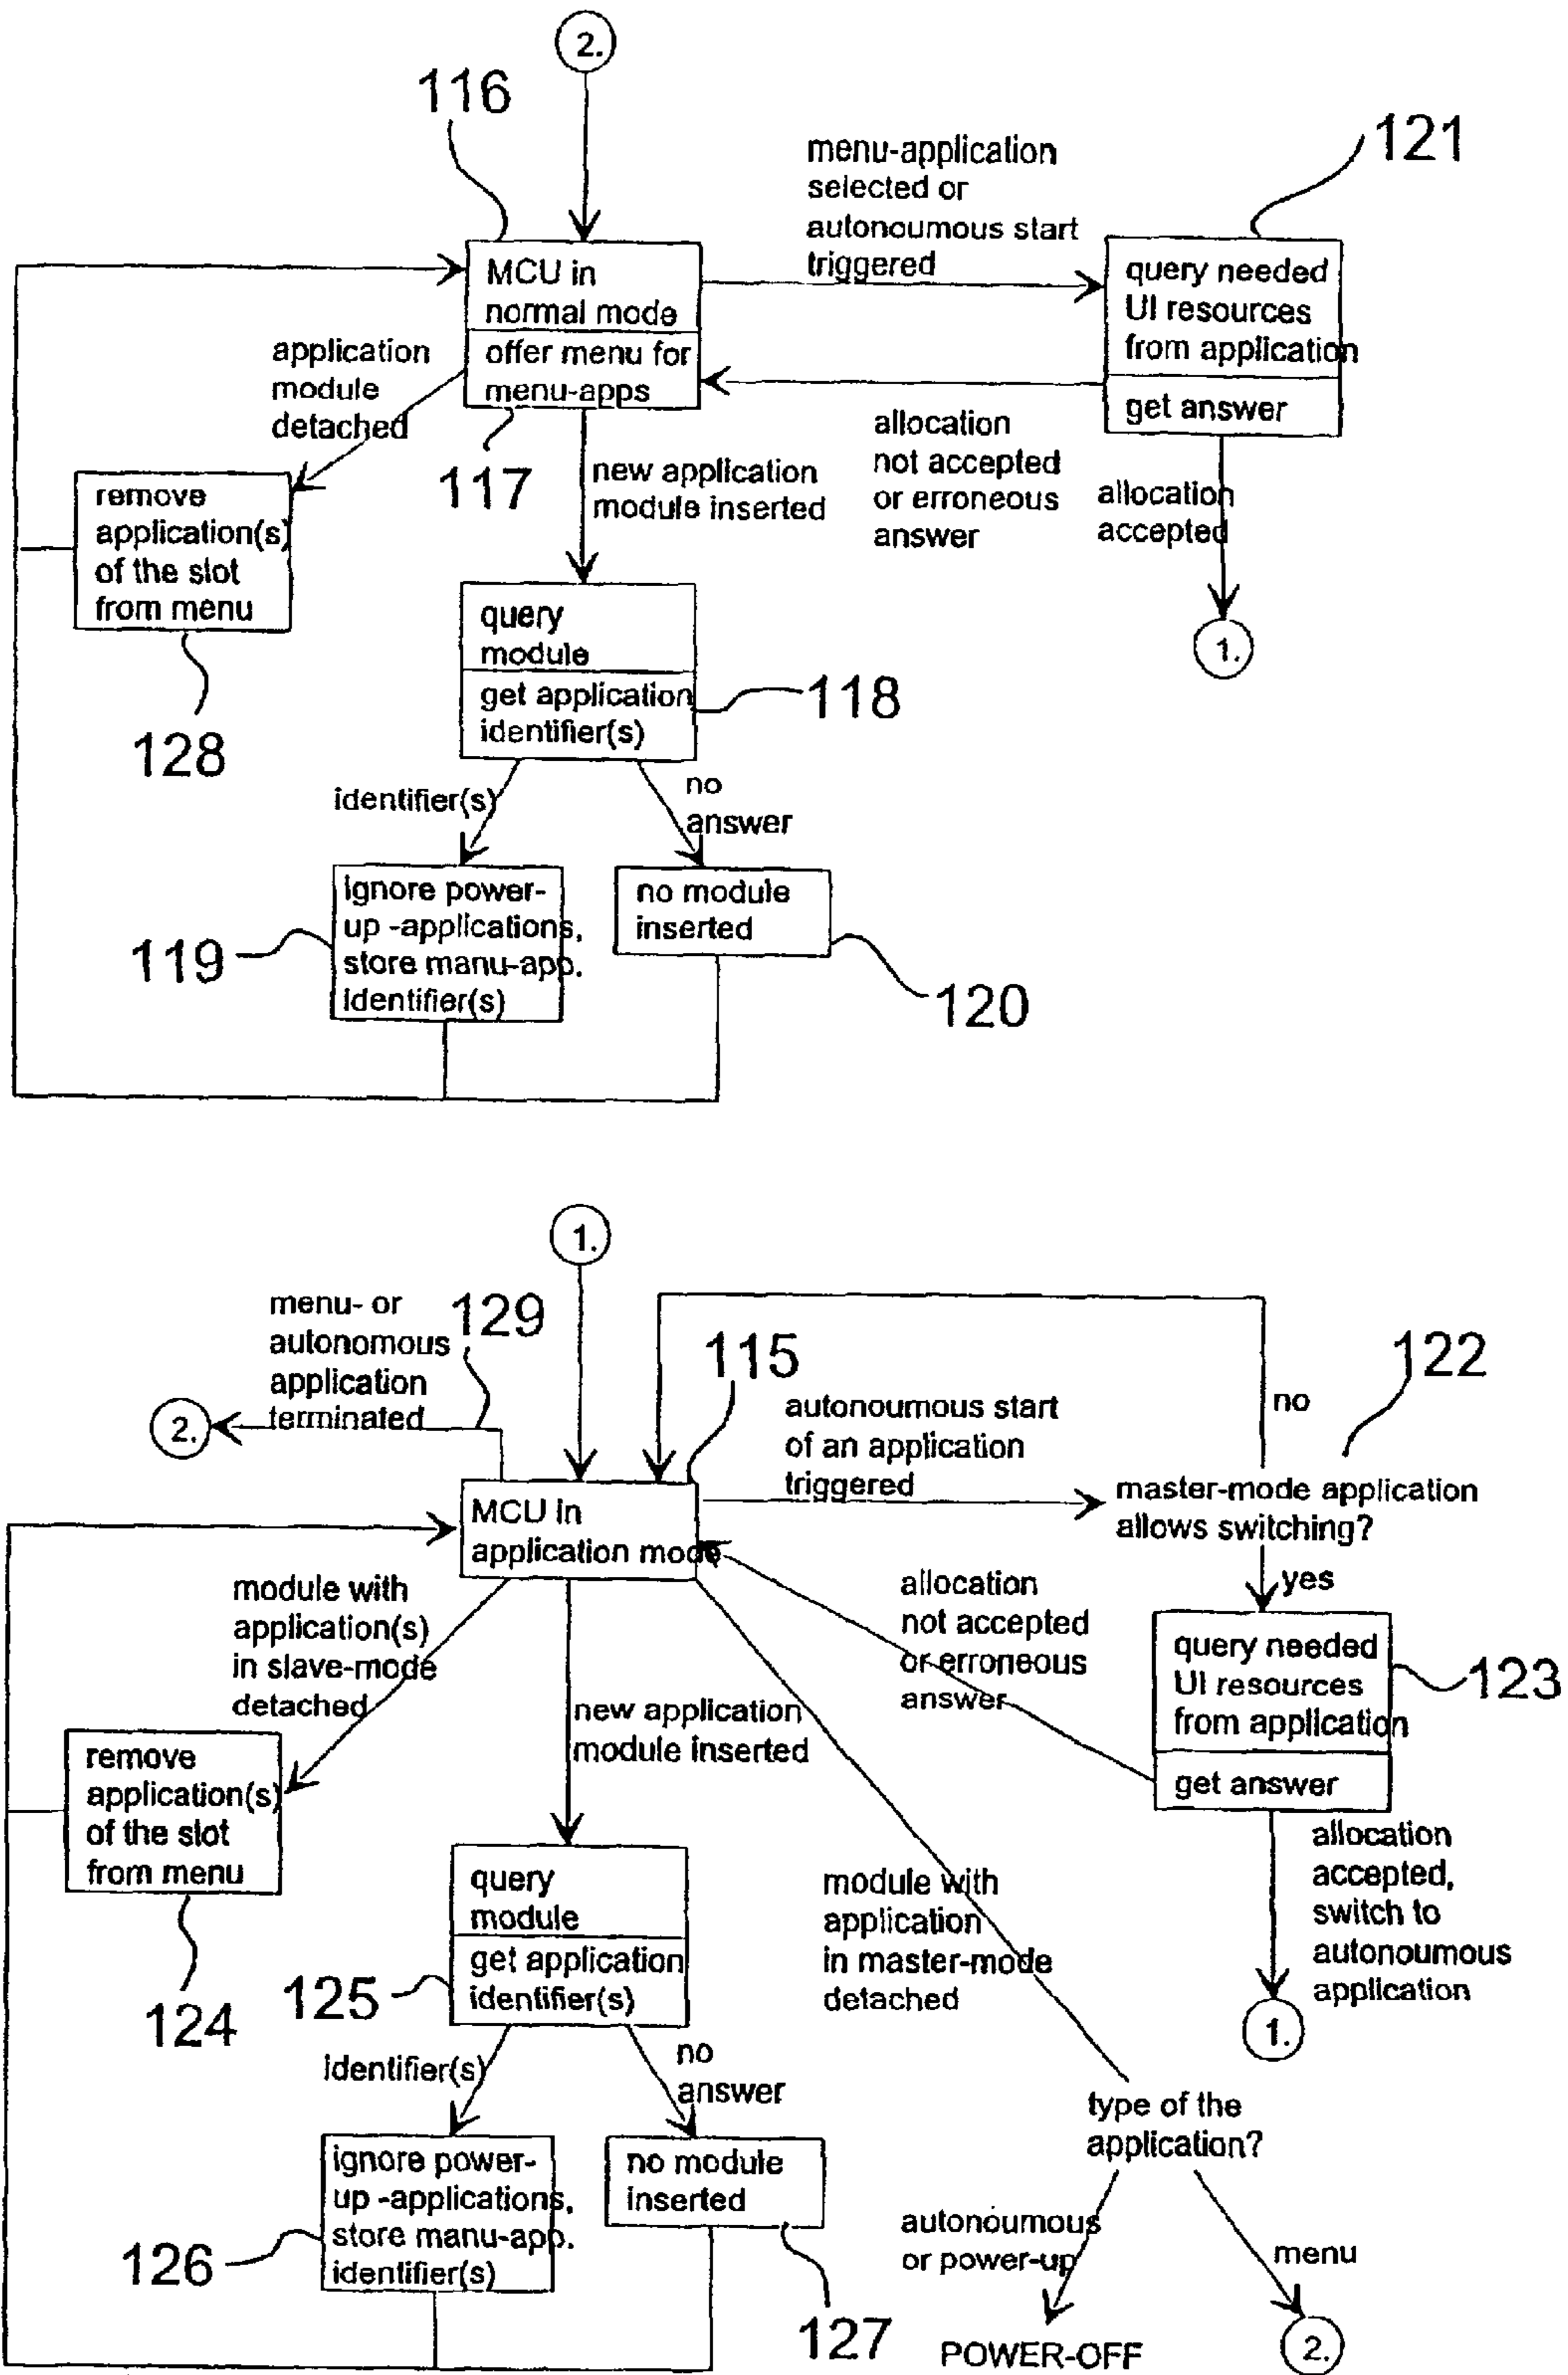 2.
116
121
menu-application
selected or
autonoumous start
triggered
MCU in
normal mode
offer menu for
menu-apps
query needed
UI resources
from application
get answer
application
module
detached
117
new application
module inserted
allocation
not accepted
or erroneous
answer
allocation
accepted
remove
application(s)
of the slot
from menu
1.
query
module
get application
identifier(s)
118
128
identifier(s)
no
answer
ignore power-
up -applications,
store manu-app.
identifier(s)
no module
inserted
119
120
1.
menu- or
autonomous
application
terminated
129
115
122
2.
autonoumous start
of an application
triggered
no
MCU in
application mode
master-mode application
allows switching?
yes
module with
application(s)
in slave-mode
detached
allocation
not accepted
or erroneous
answer
query needed
UI resources
from application
get answer
123
new application
module inserted
remove
application(s)
of the slot
from menu
allocation
accepted,
switch to
autonoumous
application
query
module
get application
identifier(s)
module with
application
in master-mode
detached
124
125
1.
identifier(s)
no
answer
type of the
application?
ignore power-
up -applications,
store manu-app.
identifier(s)
no module
inserted
126
127
autonoumous
or power-up
menu
POWER-OFF
2.